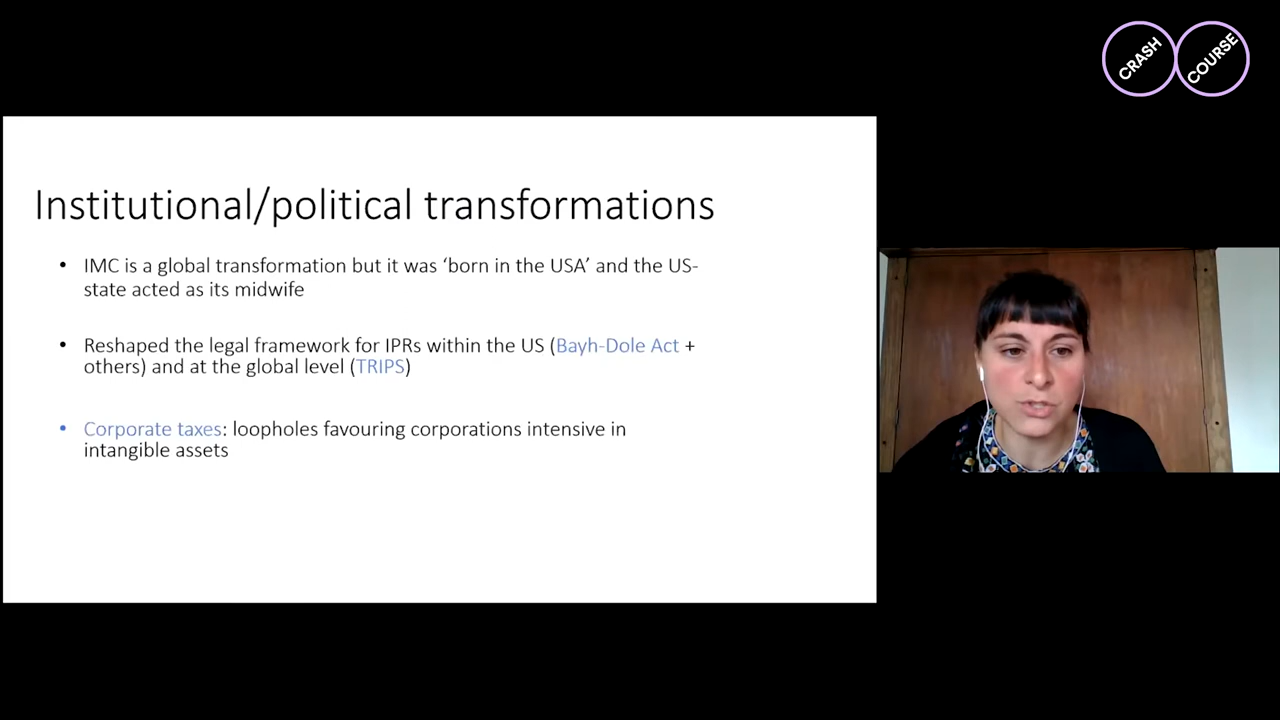 CRASH COURSE
Institutional/political transformations
• IMC is a global transformation but it was ‘born in the USA’ and the US-
state acted as its midwife
• Reshaped the legal framework for IPRs within the US (Bayh-Dole Act +
others) and at the global level (TRIPS)
• Corporate taxes: loopholes favouring corporations intensive in
intangible assets